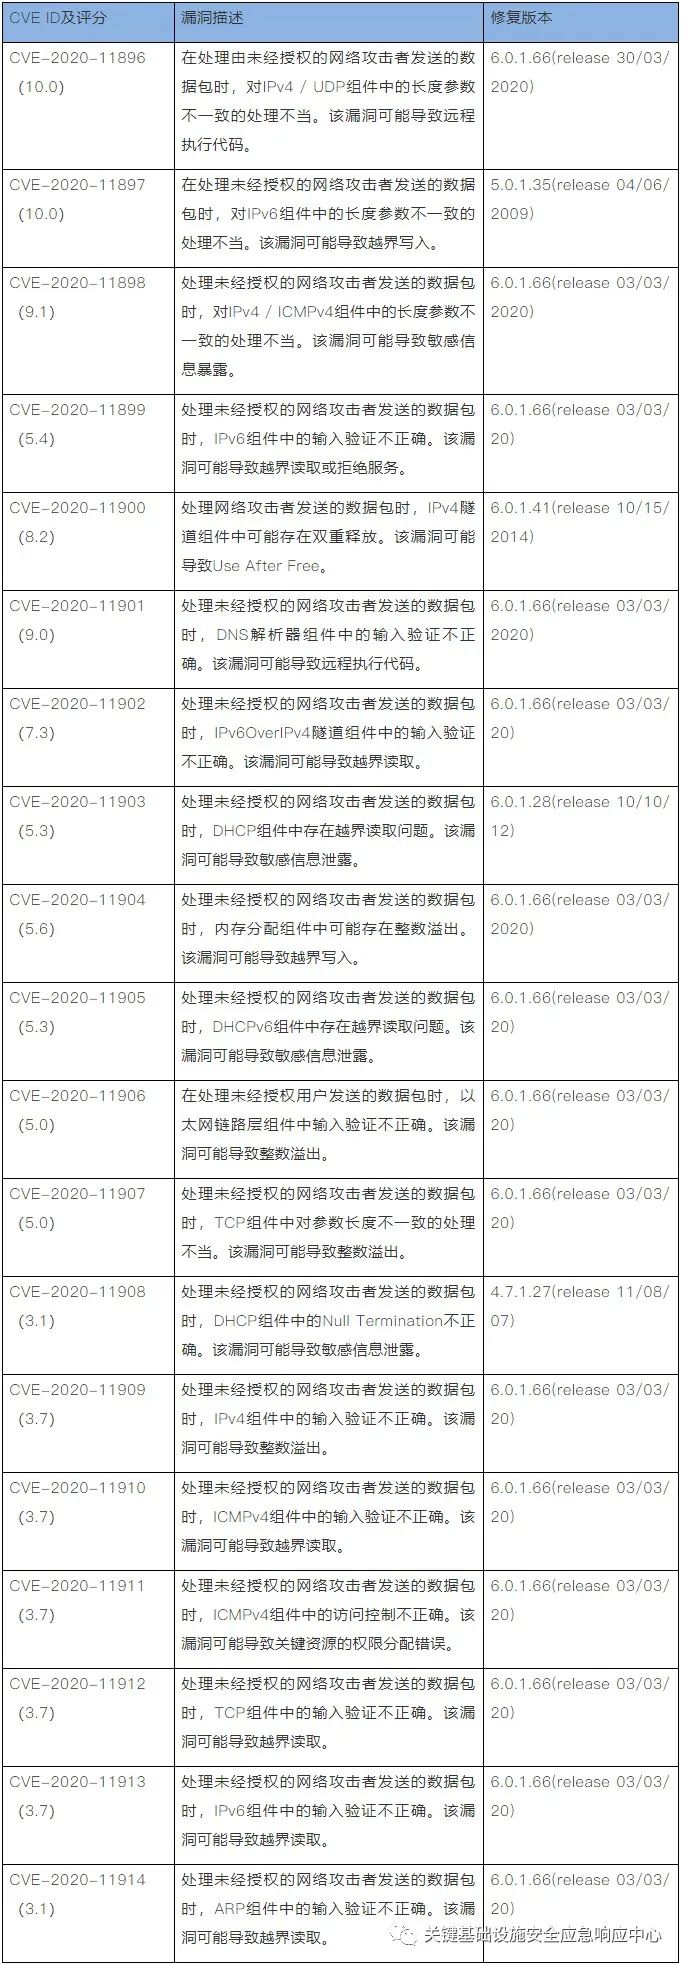 CVE ID及评分
漏洞描述
修复版本
CVE-2020-11896
(10.0)
在处理由未经授权的网络攻击者发送的数
据包时，对IPv4 / UDP组件中的长度参数
不一致的处理不当。该漏洞可能导致远程
执行代码。
6.0.1.66(release 30/03/
2020)
CVE-2020-11897
(10.0)
在处理未经授权的网络攻击者发送的数据
包时，对IPv6组件中的长度参数不一致的
处理不当。该漏洞可能导致越界写入。
5.0.1.35(release 04/06/
2009)
CVE-2020-11898
(9.1)
处理未经授权的网络攻击者发送的数据包
时，对IPv4 / ICMPv4组件中的长度参数不
一致的处理不当。该漏洞可能导致敏感信
息暴露。
6.0.1.66(release 03/03/
2020)
CVE-2020-11899
(5.4)
处理未经授权的网络攻击者发送的数据包
时，IPv6组件中的输入验证不正确。该漏
洞可能导致越界读取或拒绝服务。
6.0.1.66(release 03/03/
20)
CVE-2020-11900
(8.2)
处理网络攻击者发送的数据包时，IPv4隧
道组件中可能存在双重释放。该漏洞可能
导致Use After Free。
6.0.1.41(release 10/15/
2014)
CVE-2020-11901
(9.0)
处理未经授权的网络攻击者发送的数据包
时，DNS解析器组件中的输入验证不正
确。该漏洞可能导致远程执行代码。
6.0.1.66(release 03/03/
2020)
CVE-2020-11902
(7.3)
处理未经授权的网络攻击者发送的数据包
时，IPv6OverIPv4隧道组件中的输入验证
不正确。该漏洞可能导致越界读取。
6.0.1.66(release 03/03/
20)
CVE-2020-11903
(5.3)
处理未经授权的网络攻击者发送的数据包
时，DHCP组件中存在越界读取问题。该漏
洞可能导致敏感信息泄露。
6.0.1.28(release 10/10/
12)
CVE-2020-11904
(5.6)
处理未经授权的网络攻击者发送的数据包
时，内存分配组件中可能存在整数溢出。
该漏洞可能导致越界写入。
6.0.1.66(release 03/03/
2020)
CVE-2020-11905
(5.3)
处理未经授权的网络攻击者发送的数据包
时，DHCPv6组件中存在越界读取问题。该
漏洞可能导致敏感信息泄露。
6.0.1.66(release 03/03/
20)
CVE-2020-11906
(5.0)
在处理未经授权用户发送的数据包时，以
太网链路层组件中输入验证不正确。该漏
洞可能导致整数溢出。
6.0.1.66(release 03/03/
20)
CVE-2020-11907
(5.0)
处理未经授权的网络攻击者发送的数据包
时，TCP组件中对参数长度不一致的处理
不当。该漏洞可能导致整数溢出。
6.0.1.66(release 03/03/
20)
CVE-2020-11908
(3.1)
处理未经授权的网络攻击者发送的数据包
时，DHCP组件中的Null Termination不正
确。该漏洞可能导致敏感信息泄露。
4.7.1.27(release 11/08/
07)
CVE-2020-11909
(3.7)
处理未经授权的网络攻击者发送的数据包
时，IPv4组件中的输入验证不正确。该漏
洞可能导致整数溢出。
6.0.1.66(release 03/03/
20)
CVE-2020-11910
(3.7)
处理未经授权的网络攻击者发送的数据包
时，ICMPv4组件中的输入验证不正确。该
漏洞可能导致越界读取。
6.0.1.66(release 03/03/
20)
CVE-2020-11911
(3.7)
处理未经授权的网络攻击者发送的数据包
时，ICMPv4组件中的访问控制不正确。该
漏洞可能导致关键资源的权限分配错误。
6.0.1.66(release 03/03/
20)
CVE-2020-11912
(3.7)
处理未经授权的网络攻击者发送的数据包
时，TCP组件中的输入验证不正确。该漏
洞可能导致越界读取。
6.0.1.66(release 03/03/
20)
CVE-2020-11913
(3.7)
处理未经授权的网络攻击者发送的数据包
时，IPv6组件中的输入验证不正确。该漏
洞可能导致越界读取。
6.0.1.66(release 03/03/
20)
CVE-2020-11914
(3.1)
处理未经授权的网络攻击者发送的数据包
时，ARP组件中的输入验证不正确。该漏
洞可能导致越界读取。
6.0.1.66(release 03/03/
20)
关键基础设施安全应急响应中心